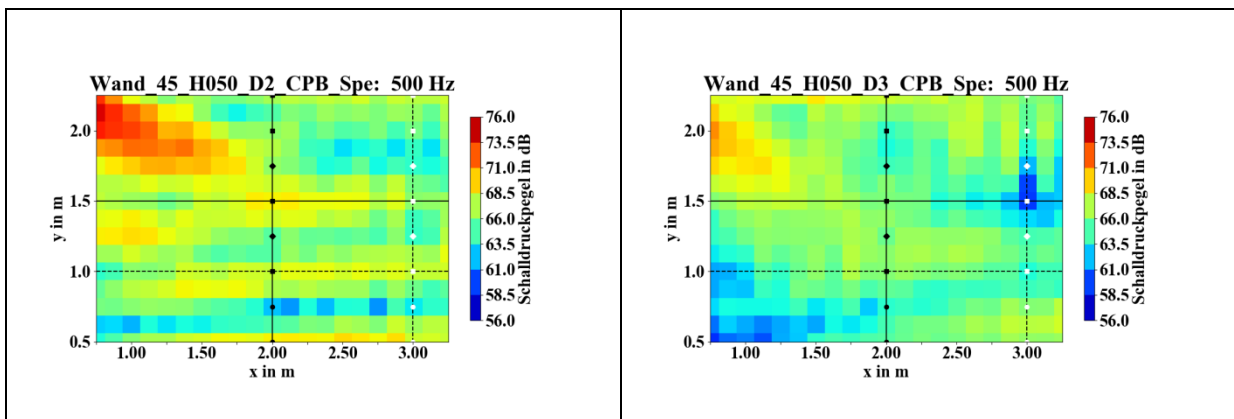 Wand_45_H050_D2_CPB_Spe: 500 Hz
y in m
2.0
1.5
1.0
0.5
1.00 1.50 2.00 2.50 3.00
x in m
76.0
73.5
71.0
68.5
66.0
63.5
61.0
58.5
56.0
Schalldruckpegel in dB
Wand_45_H050_D3_CPB_Spe: 500 Hz
y in m
2.0
1.5
1.0
0.5
1.00 1.50 2.00 2.50 3.00
x in m
76.0
73.5
71.0
68.5
66.0
63.5
61.0
58.5
56.0
Schalldruckpegel in dB